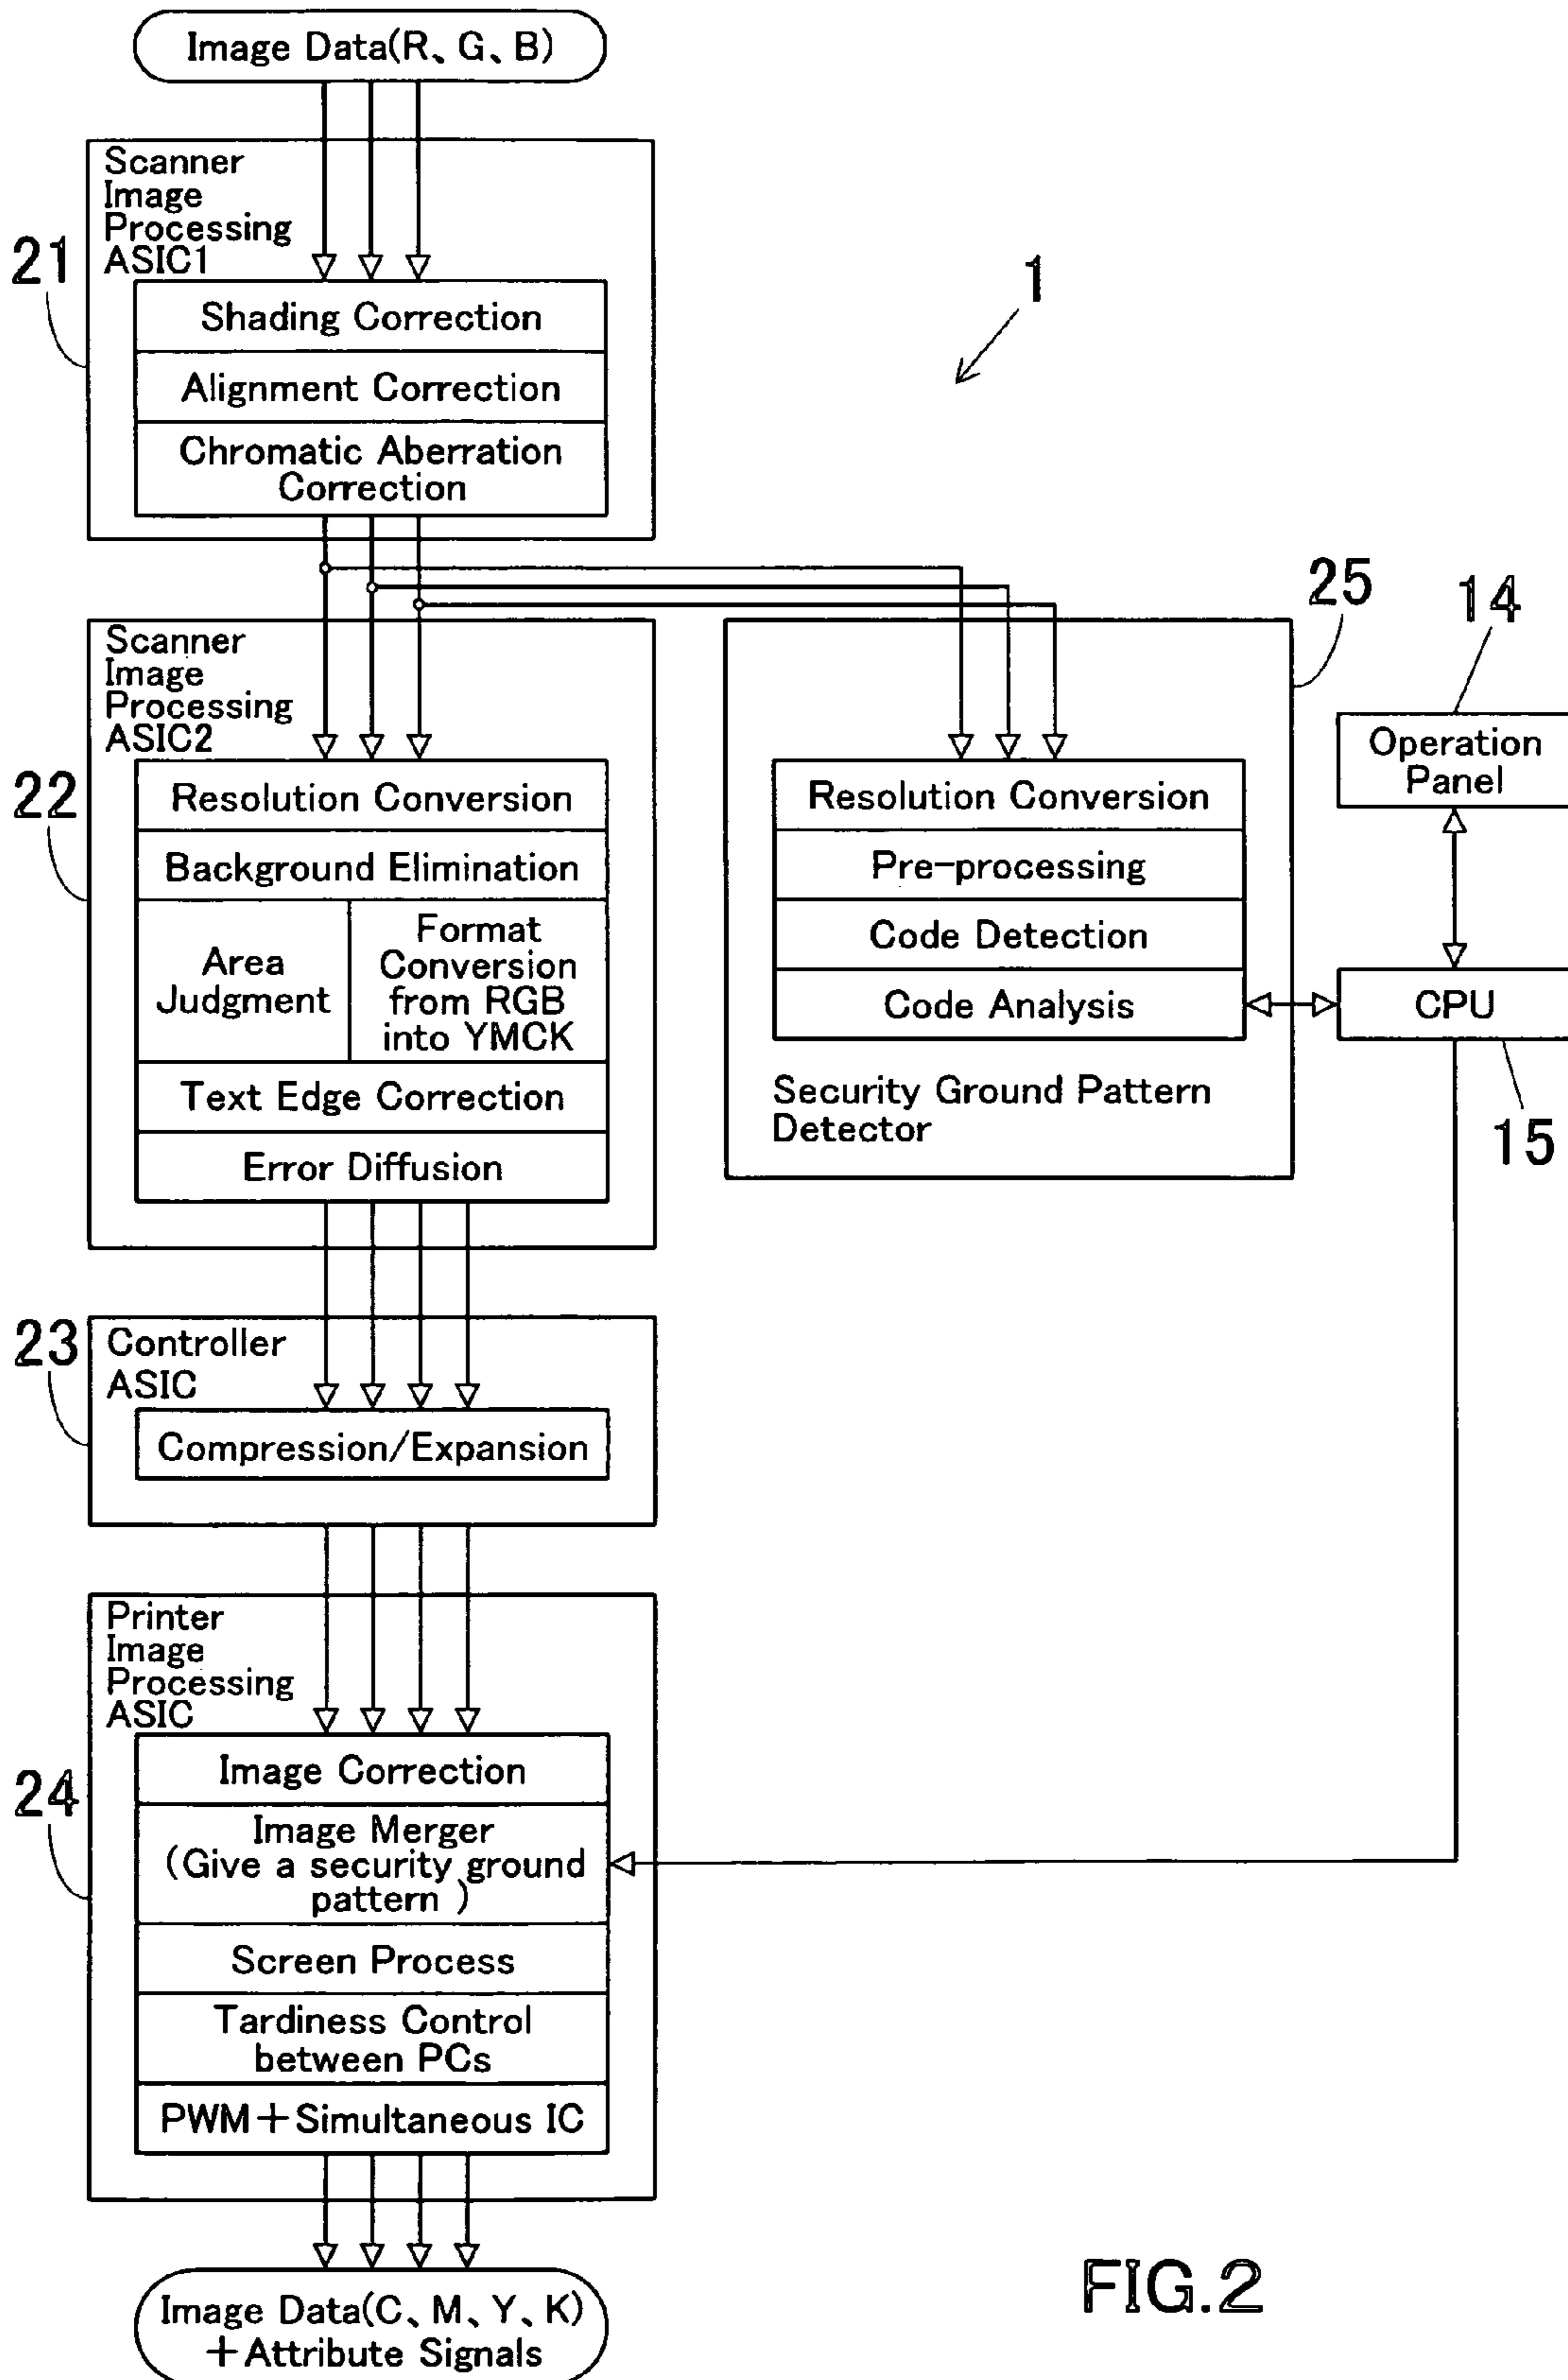 Image Data(R、G、B)
Scanner
Image
Processing
ASIC1
21
Shading Correction
Alignment Correction
Chromatic Aberration
Correction
1
Scanner
Image
Processing
ASIC2
22
Resolution Conversion
Background Elimination
Area
Judgment
Format
Conversion
from RGB
into YMCK
Text Edge Correction
Error Diffusion
25
Resolution Conversion
Pre-processing
Code Detection
Code Analysis
Security Ground Pattern
Detector
14
Operation
Panel
CPU
15
23
Controller
ASIC
Compression/Expansion
Printer
Image
Processing
ASIC
24
Image Correction
Image Merger
(Give a security ground
pattern )
Screen Process
Tardiness Control
between PCs
PWM+Simultaneous IC
Image Data(C、M、Y、K)
+Attribute Signals
FIG.2